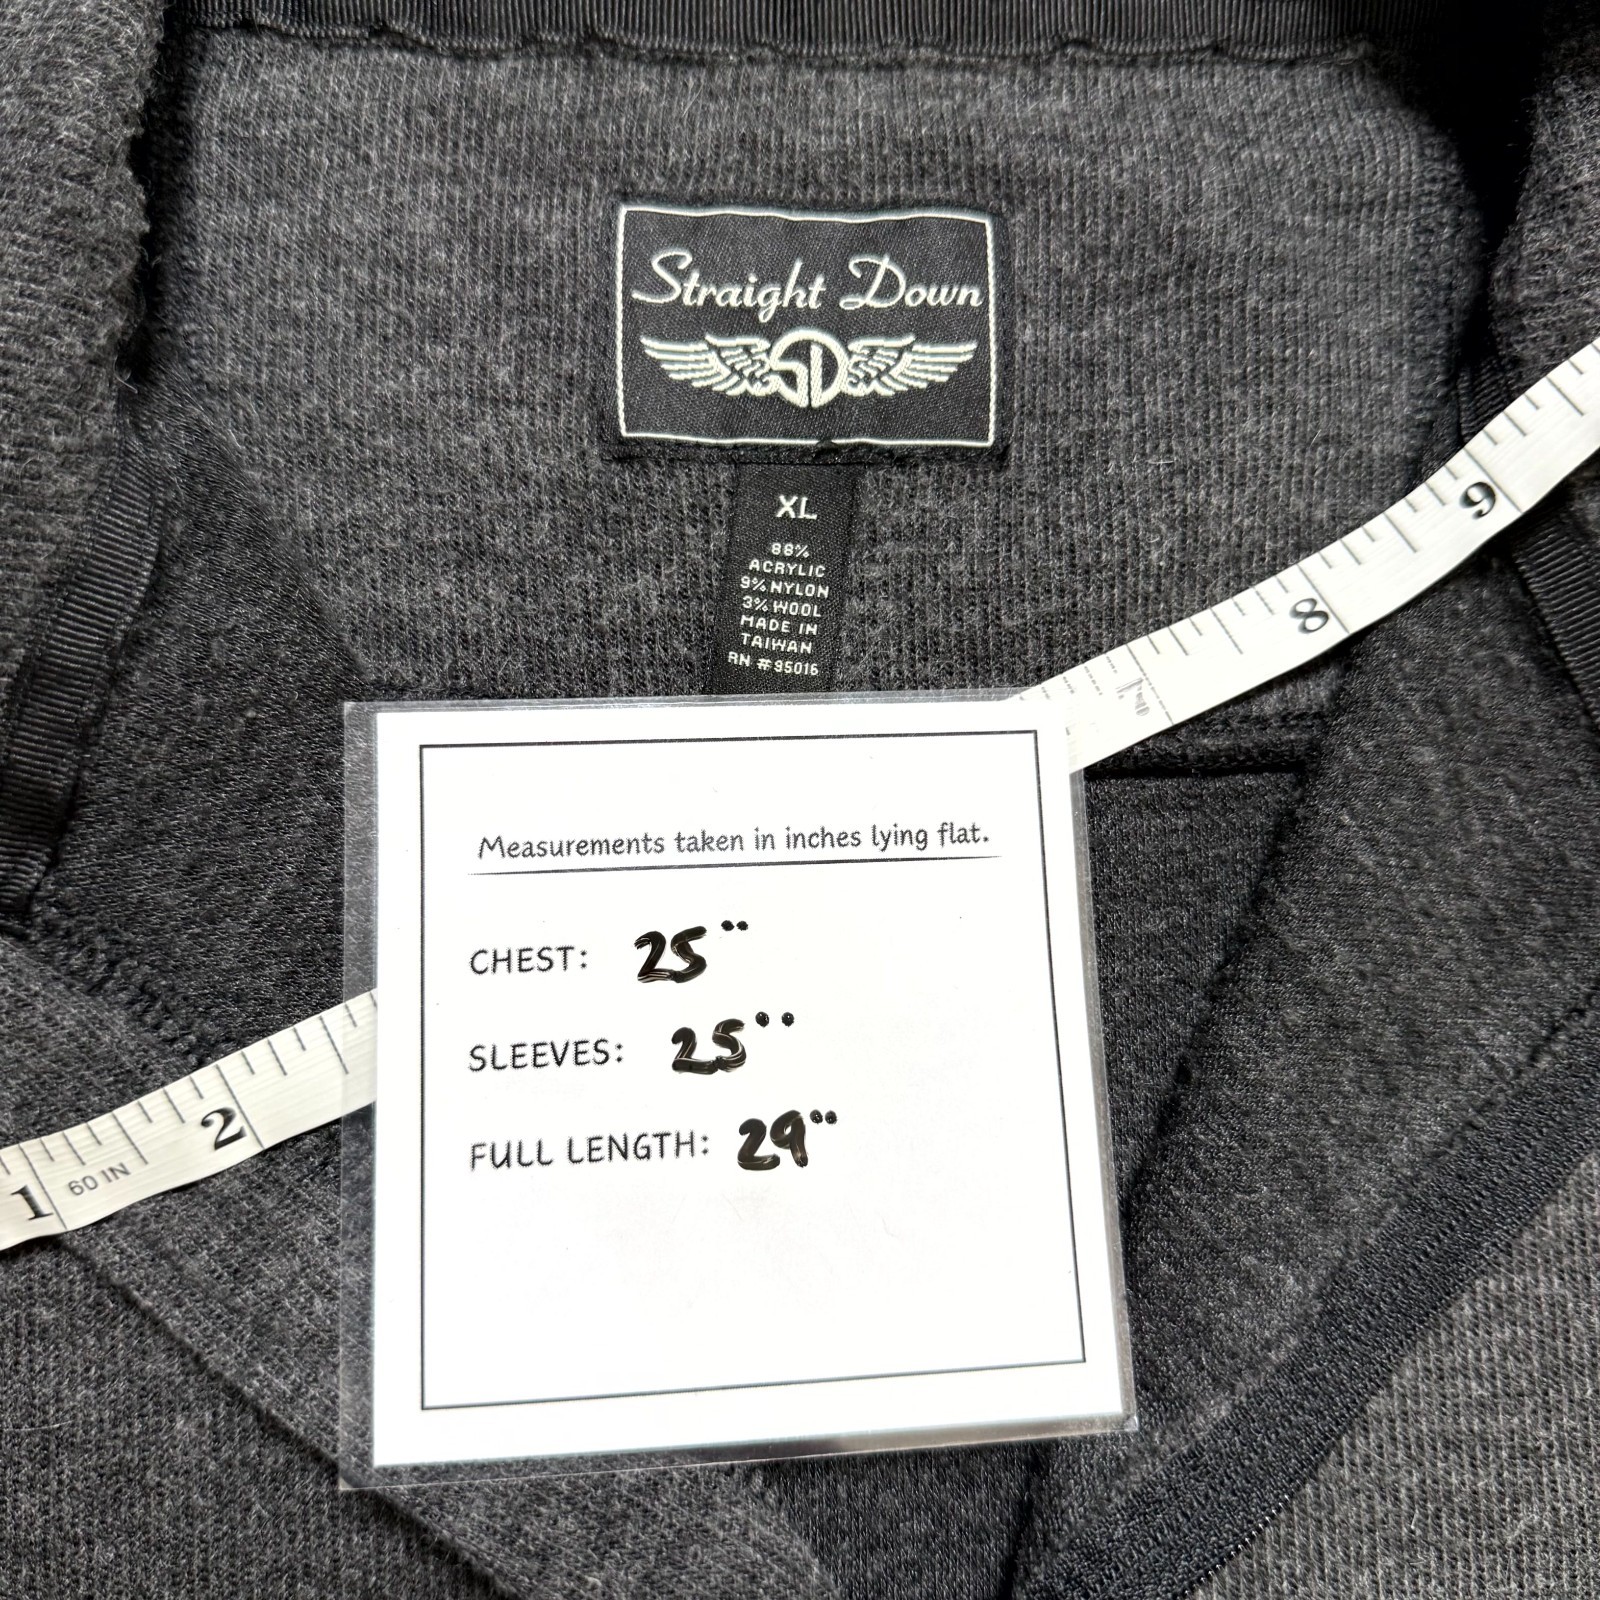 Straight Down
SD
XL
88%
ACRYLIC
9% NYLON
3% WOOL
MADE IN
TAIWAN
RN #95016
9
8
Measurements taken in inches lying flat.
CHEST: 25"
SLEEVES: 25"
FULL LENGTH: 29"
2
1 60 IN